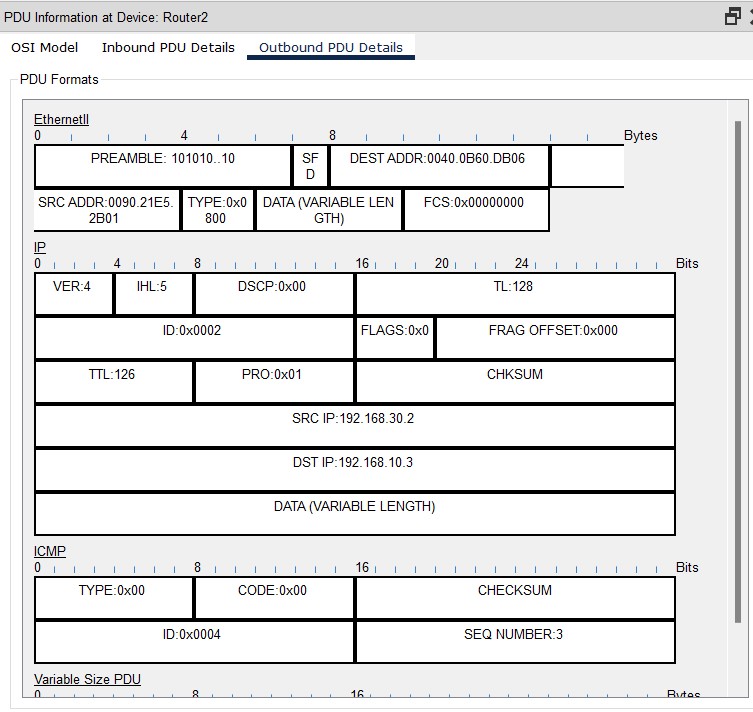 PDU Information at Device: Router2
OSI Model Inbound PDU Details Outbound PDU Details
PDU Formats
EthernetII
0 4 8 Bytes
PREAMBLE: 101010..10 SF DEST ADDR:0040.0B60.DB06
D
SRC ADDR:0090.21E5. TYPE:0x0 DATA (VARIABLE LEN FCS:0x00000000
2B01 800 GTH)
IP
0 4 8 16 20 24 Bits
VER:4 IHL:5 DSCP:0x00 TL:128
ID:0x0002 FLAGS:0x0 FRAG OFFSET:0x000
TTL:126 PRO:0x01 CHKSUM
SRC IP:192.168.30.2
DST IP:192.168.10.3
DATA (VARIABLE LENGTH)
ICMP
0 8 16 Bits
TYPE:0x00 CODE:0x00 CHECKSUM
ID:0x0004 SEQ NUMBER:3
Variable Size PDU
0 8 16 Bytes